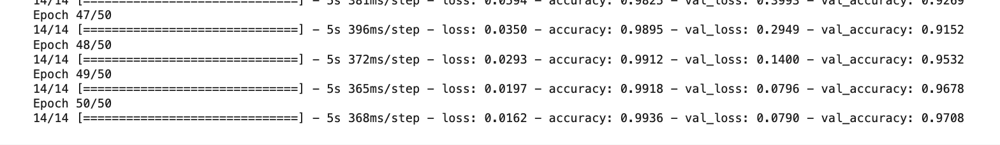 14/14 [==============================] - 5s 381ms/step - loss: 0.0594 - accuracy: 0.9825 - val_loss: 0.3993 - val_accuracy: 0.9269
Epoch 47/50
14/14 [==============================] - 5s 396ms/step - loss: 0.0350 - accuracy: 0.9895 - val_loss: 0.2949 - val_accuracy: 0.9152
Epoch 48/50
14/14 [==============================] - 5s 372ms/step - loss: 0.0293 - accuracy: 0.9912 - val_loss: 0.1400 - val_accuracy: 0.9532
Epoch 49/50
14/14 [==============================] - 5s 365ms/step - loss: 0.0197 - accuracy: 0.9918 - val_loss: 0.0796 - val_accuracy: 0.9678
Epoch 50/50
14/14 [==============================] - 5s 368ms/step - loss: 0.0162 - accuracy: 0.9936 - val_loss: 0.0790 - val_accuracy: 0.9708